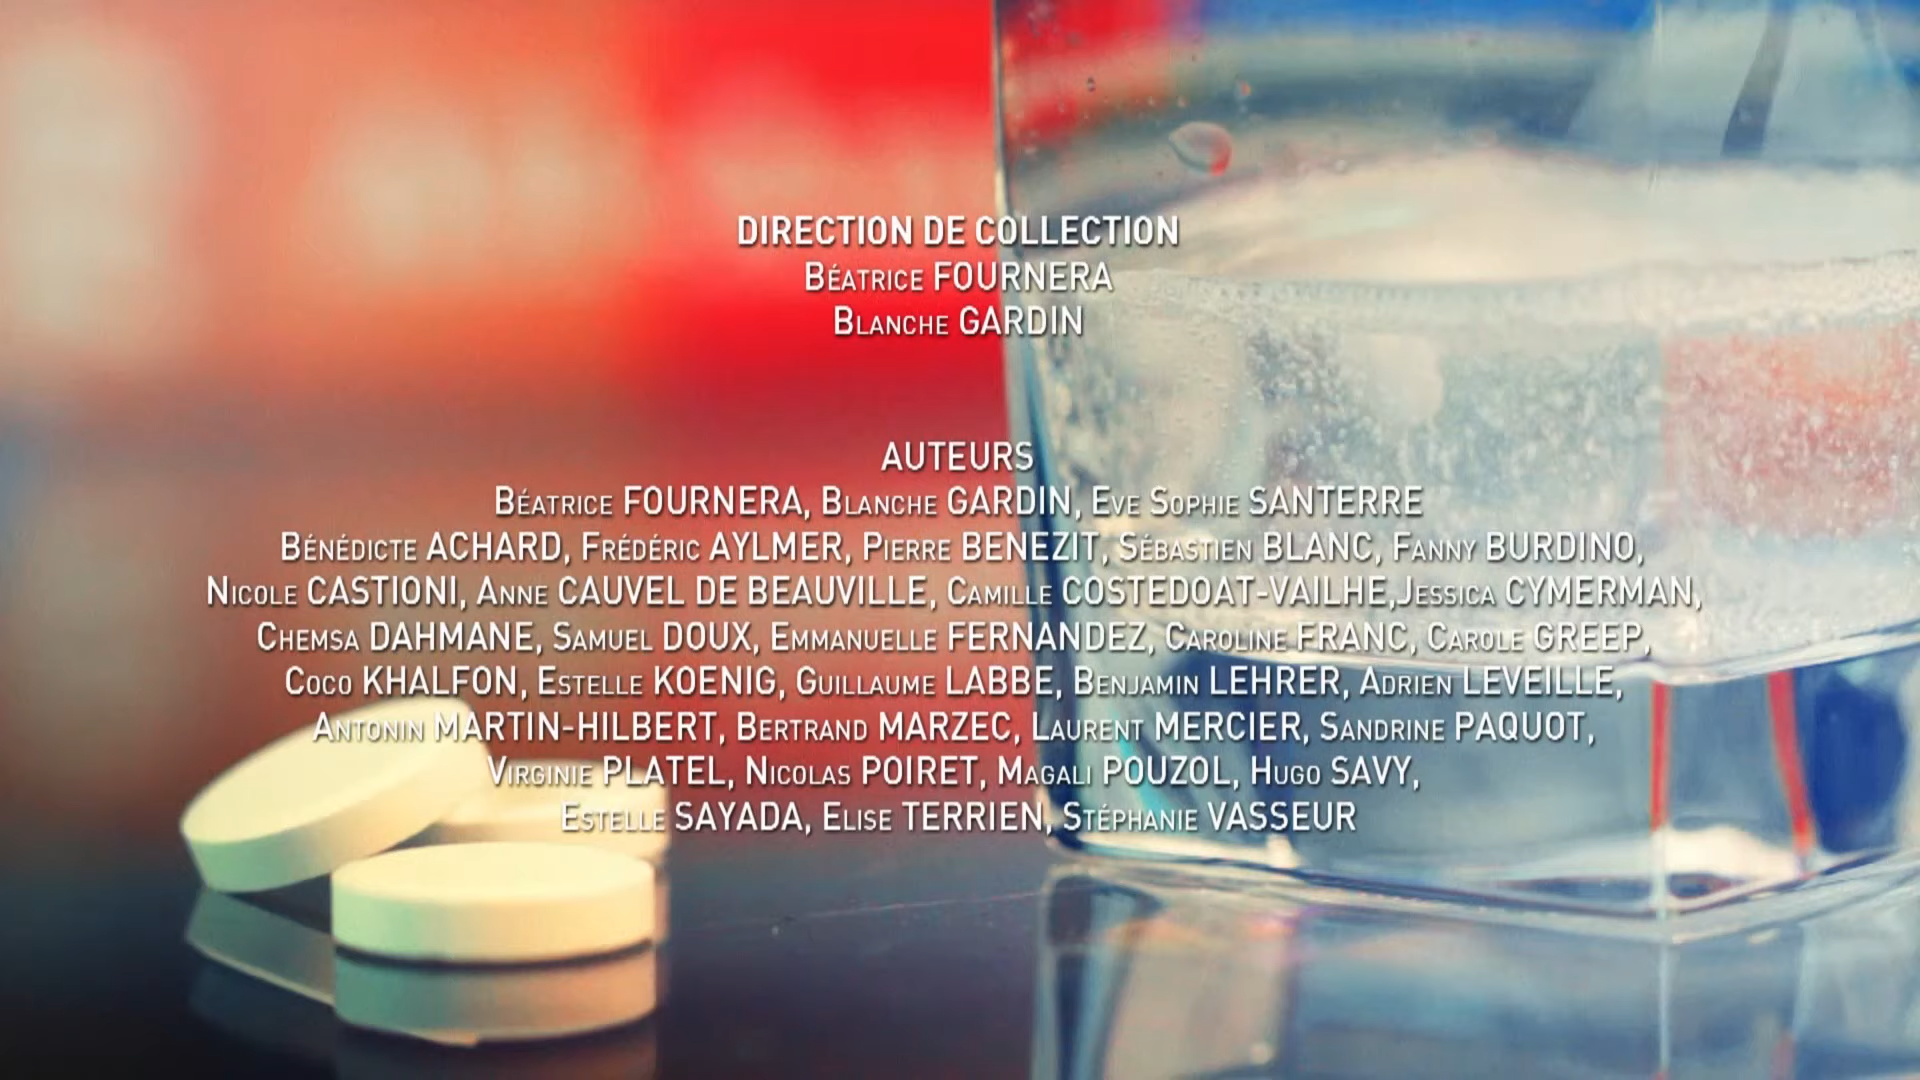 DIRECTION DE COLLECTION
BÉATRICE FOURNERA
BLANCHE GARDIN
AUTEURS
BÉATRICE FOURNERA, BLANCHE GARDIN, EVE SOPHIE SANTERRE
BÉNÉDICTE ACHARD, FRÉDÉRIC AYLMER, PIERRE BENEZIT, SÉBASTIEN BLANC, FANNY BURDINO,
NICOLE CASTIONI, ANNE CAUVEL DE BEAUVILLE, CAMILLE COSTEDOAT-VAILHE,JESSICA CYMERMAN,
CHEMSA DAHMANE, SAMUEL DOUX, EMMANUELLE FERNANDEZ, CAROLINE FRANC, CAROLE GREEP,
COCO KHALFON, ESTELLE KOENIG, GUILLAUME LABBE, BENJAMIN LEHRER, ADRIEN LEVEILLE,
ANTONIN MARTIN-HILBERT, BERTRAND MARZEC, LAURENT MERCIER, SANDRINE PAQUOT,
VIRGINIE PLATEL, NICOLAS POIRET, MAGALI POUZOL, HUGO SAVY,
ESTELLE SAYADA, ELISE TERRIEN, STÉPHANIE VASSEUR